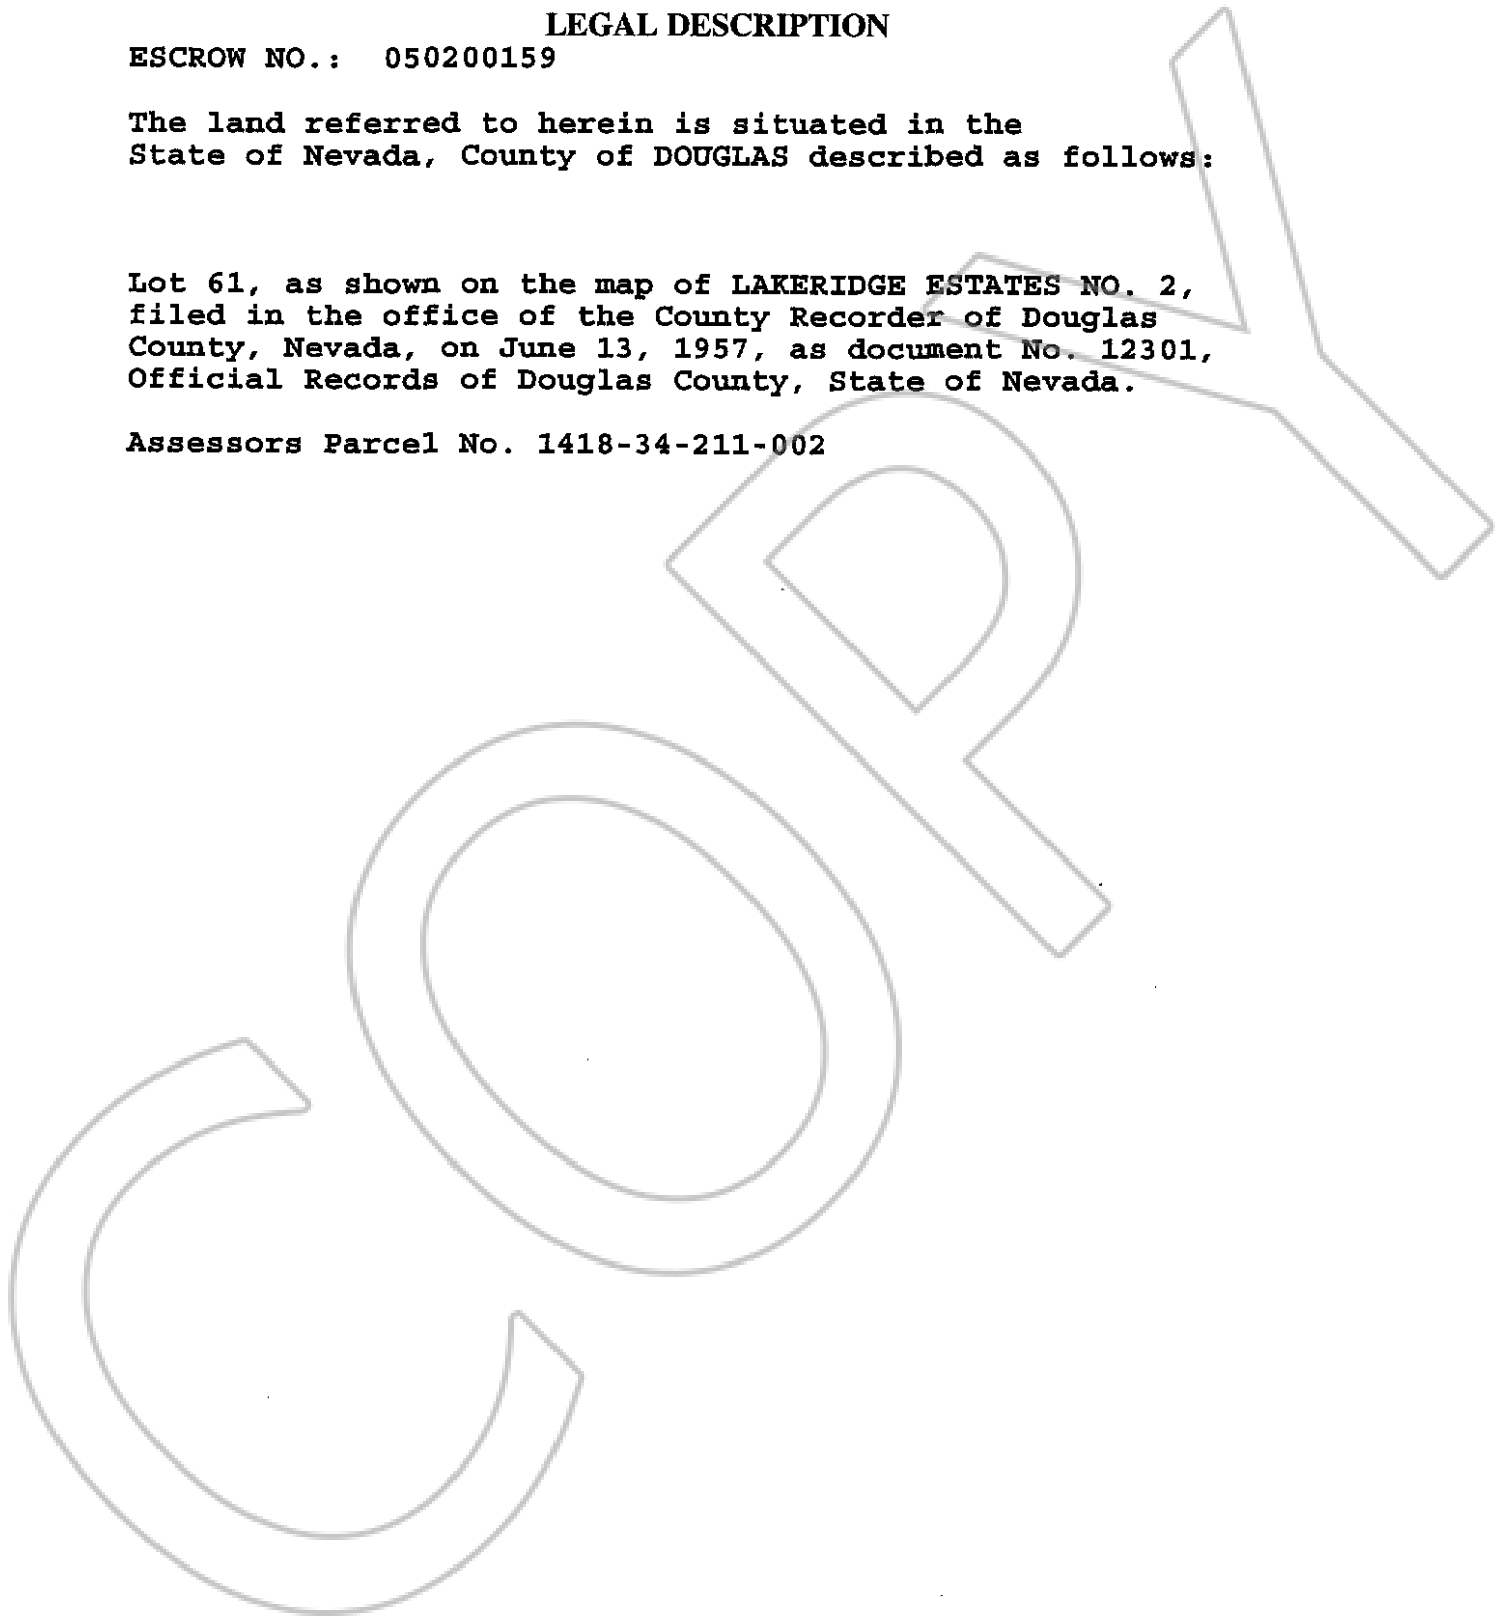 LEGAL DESCRIPTION
ESCROW NO.: 050200159
The land referred to herein is situated in the
State of Nevada, County of DOUGLAS described as follows:
Lot 61, as shown on the map of LAKERIDGE ESTATES NO. 2,
filed in the office of the County Recorder of Douglas
County, Nevada, on June 13, 1957, as document No. 12301,
Official Records of Douglas County, State of Nevada.
Assessors Parcel No. 1418-34-211-002
COPY